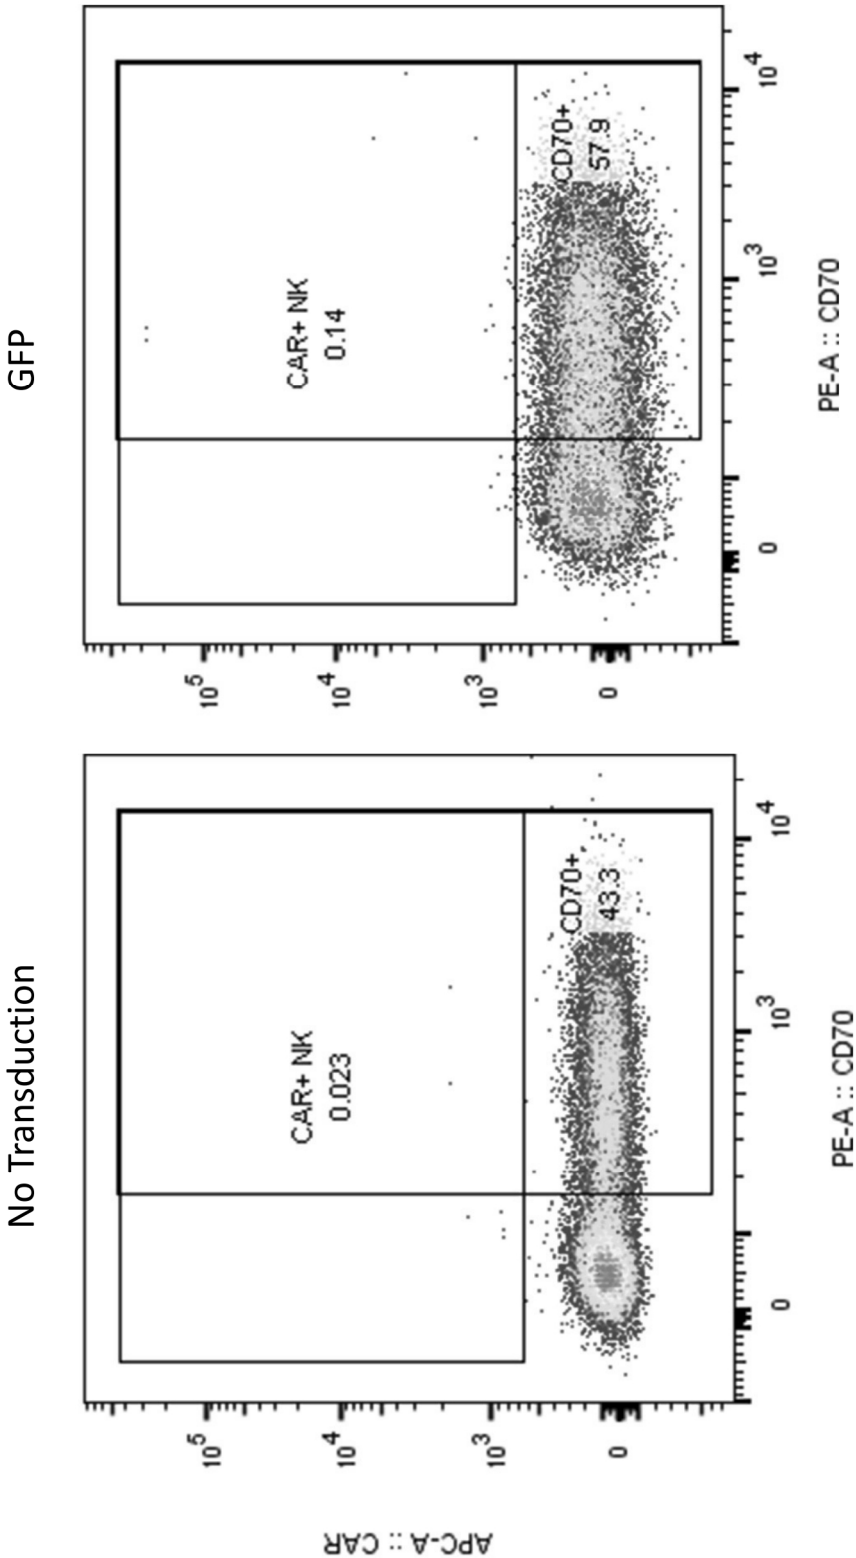 No Transduction
CAR+ NK
0.023
CD70+
43.3
10^5
10^4
10^3
0
0
10^3
10^4
APC-A :: CAR
PE-A :: CD70
GFP
CAR+ NK
0.14
CD70+
57.9
10^5
10^4
10^3
0
0
10^3
10^4
PE-A :: CD70